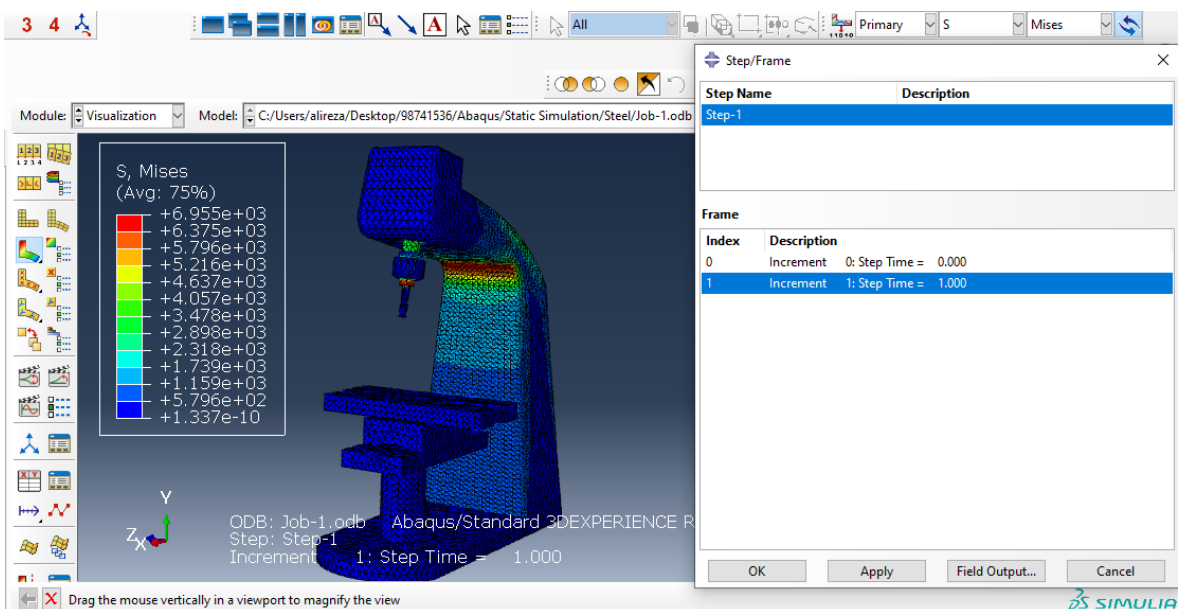 3 4
All
Primary
S
Mises
Module: Visualization Model: C:/Users/alireza/Desktop/98741536/Abaqus/Static Simulation/Steel/Job-1.odb
S, Mises
(Avg: 75%)
+6.955e+03
+6.375e+03
+5.796e+03
+5.216e+03
+4.637e+03
+4.057e+03
+3.478e+03
+2.898e+03
+2.318e+03
+1.739e+03
+1.159e+03
+5.796e+02
+1.337e-10
Y
Z X
ODB: Job-1.odb Abaqus/Standard 3DEXPERIENCE R
Step: Step-1
Increment 1: Step Time = 1.000
Drag the mouse vertically in a viewport to magnify the view
Step/Frame
Step Name Description
Step-1
Frame
Index Description
0 Increment 0: Step Time = 0.000
1 Increment 1: Step Time = 1.000
OK Apply Field Output... Cancel
SIMULIA